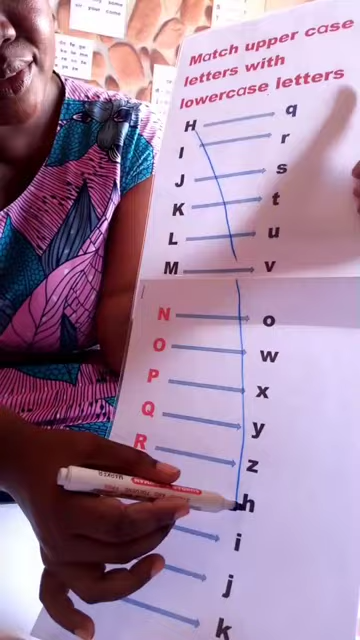 Match upper case
letters with
lowercase letters
H q
I r
J s
K t
L u
M v
N o
O w
P x
Q y
R z
h
i
j
k